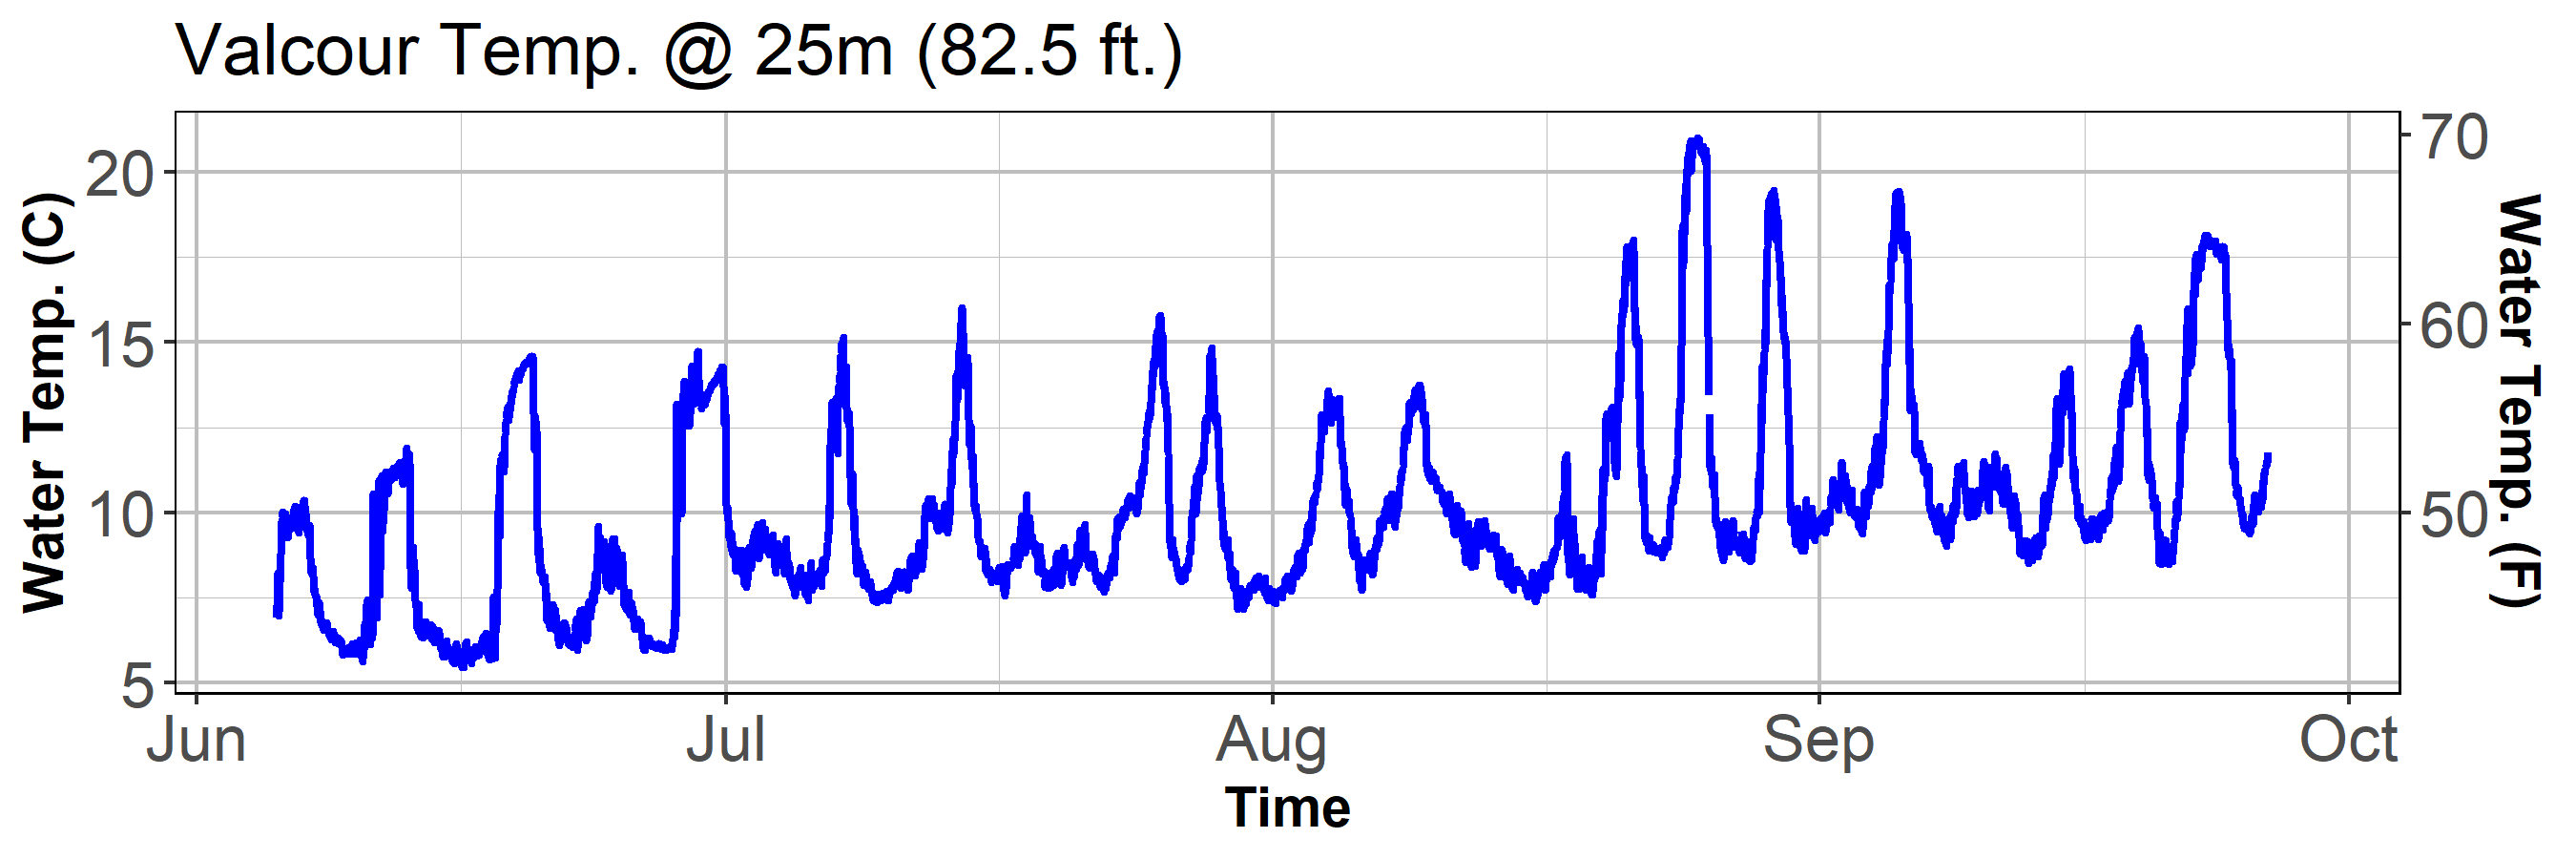 Valcour Temp. @ 25m (82.5 ft.)
Water Temp. (C)
20
15
10
5
70
60
50
Water Temp. (F)
Jun Jul Aug Sep Oct
Time